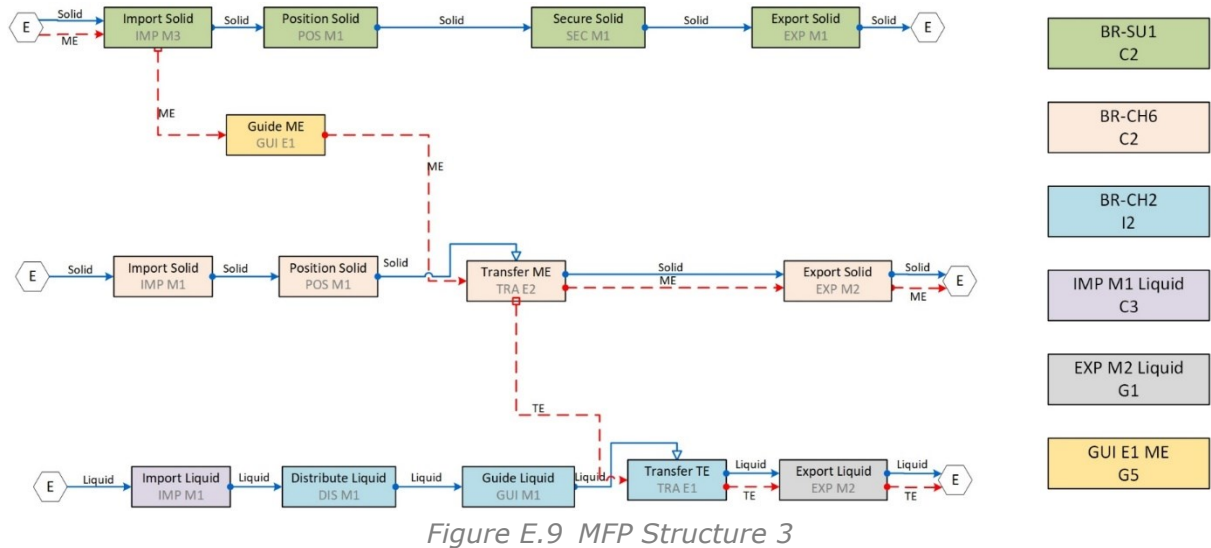 E
Solid
ME
Import Solid
IMP M3
Solid
Position Solid
POS M1
Solid
Secure Solid
SEC M1
Solid
Export Solid
EXP M1
Solid
E
ME
Guide ME
GUI E1
ME
E
Solid
Import Solid
IMP M1
Solid
Position Solid
POS M1
Solid
Transfer ME
TRA E2
Solid
ME
Export Solid
EXP M2
Solid
ME
E
TE
E
Liquid
Import Liquid
IMP M1
Liquid
Distribute Liquid
DIS M1
Liquid
Guide Liquid
GUI M1
Liquid
Transfer TE
TRA E1
Liquid
TE
Export Liquid
EXP M2
Liquid
TE
E
BR-SU1
C2
BR-CH6
C2
BR-CH2
I2
IMP M1 Liquid
C3
EXP M2 Liquid
G1
GUI E1 ME
G5
Figure E.9 MFP Structure 3